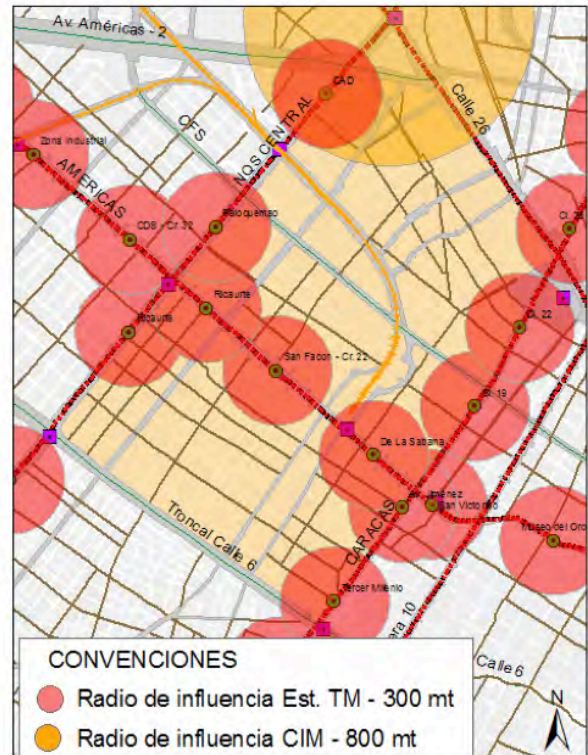 Av. Américas - 2
CAD
Calle 26
CFS
NQS CENTRAL
Zona Industrial
AMERICAS
Paloquemao
CDS - Cr. 32
Ricaurte
Ricaurte
San Facon - Cr. 22
Cl. 22
Cl. 19
De La Sabana
Av. Jimenez
San Victorino
Museo del Oro
Troncal Calle 6
CARACAS
Tercer Milenio
Calle 6
CONVENCIONES
Radio de influencia Est. TM - 300 mt
Radio de influencia CIM - 800 mt
N